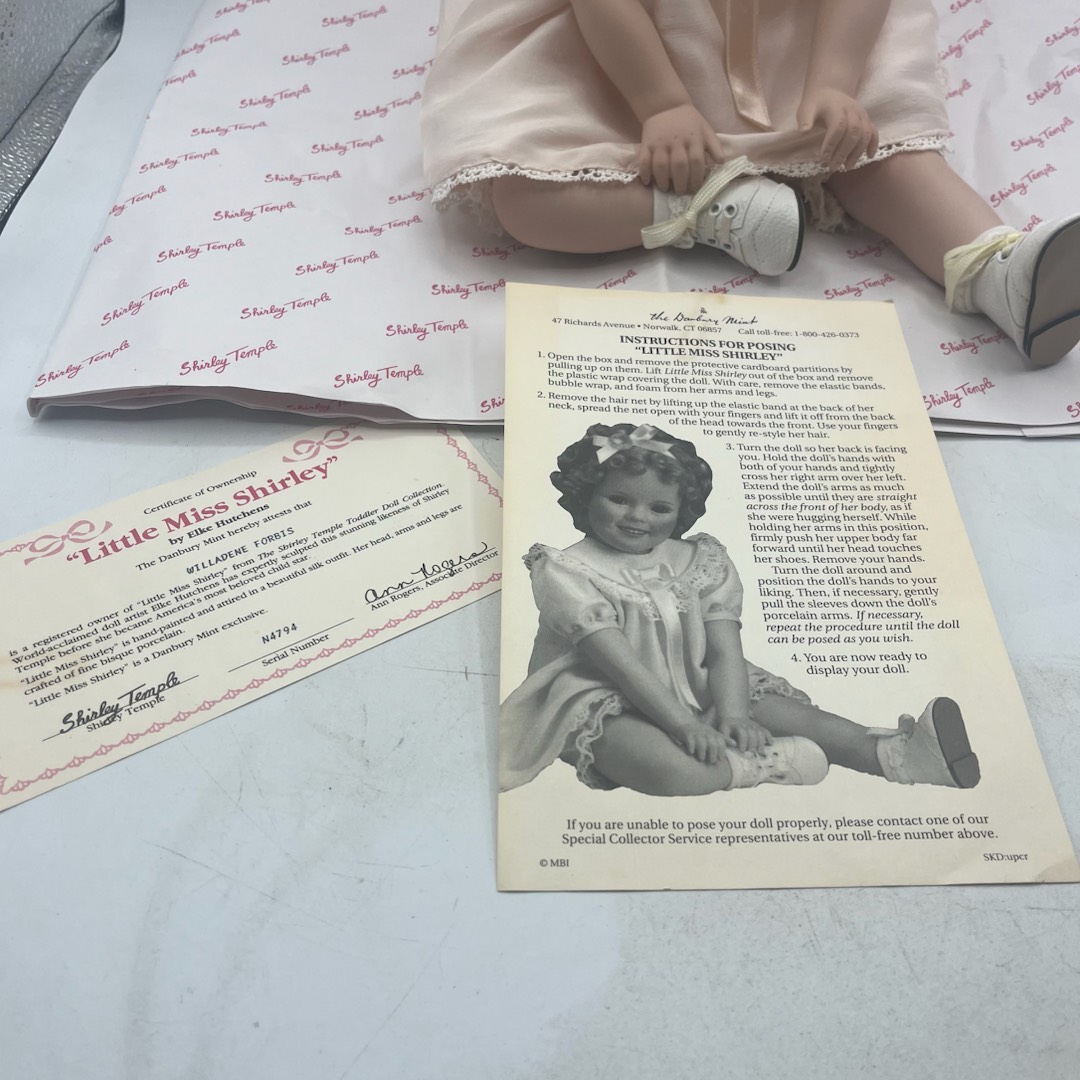 Shirley Temple
Certificate of Ownership
"Little Miss Shirley"
by Elke Hutchens
The Danbury Mint hereby attests that
WILLADENE FORBIS
is a registered owner of "Little Miss Shirley" from The Shirley Temple Toddler Doll Collection.
World-acclaimed doll artist Elke Hutchens has expertly sculpted this stunning likeness of Shirley
Temple before she became America's most beloved child star.
"Little Miss Shirley" is hand-painted and attired in a beautiful silk outfit. Her head, arms and legs are
crafted of fine bisque porcelain.
"Little Miss Shirley" is a Danbury Mint exclusive.
Shirley Temple
Shirley Temple
N4794
Serial Number
Ann Rogers
Ann Rogers, Associate Director
the Danbury Mint
47 Richards Avenue • Norwalk, CT 06857 Call toll-free: 1-800-426-0373
INSTRUCTIONS FOR POSING
"LITTLE MISS SHIRLEY"
1. Open the box and remove the protective cardboard partitions by
pulling up on them. Lift Little Miss Shirley out of the box and remove
the plastic wrap covering the doll. With care, remove the elastic bands,
bubble wrap, and foam from her arms and legs.
2. Remove the hair net by lifting up the elastic band at the back of her
neck, spread the net open with your fingers and lift it off from the back
of the head towards the front. Use your fingers
to gently re-style her hair.
3. Turn the doll so her back is facing
you. Hold the doll's hands with
both of your hands and tightly
cross her right arm over her left.
Extend the doll's arms as much
as possible until they are straight
across the front of her body, as if
she were hugging herself. While
holding her arms in this position,
firmly push her upper body far
forward until her head touches
her shoes. Remove your hands.
Turn the doll around and
position the doll's hands to your
liking. Then, if necessary, gently
pull the sleeves down the doll's
porcelain arms. If necessary,
repeat the procedure until the doll
can be posed as you wish.
4. You are now ready to
display your doll.
If you are unable to pose your doll properly, please contact one of our
Special Collector Service representatives at our toll-free number above.
© MBI SKD:upcr